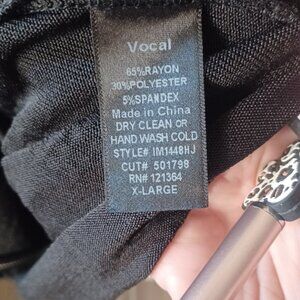 Vocal
65%RAYON
30%POLYESTER
5%SPANDEX
Made in China
DRY CLEAN OR
HAND WASH COLD
STYLE# IM1448HJ
CUT# 501798
RN# 121364
X-LARGE